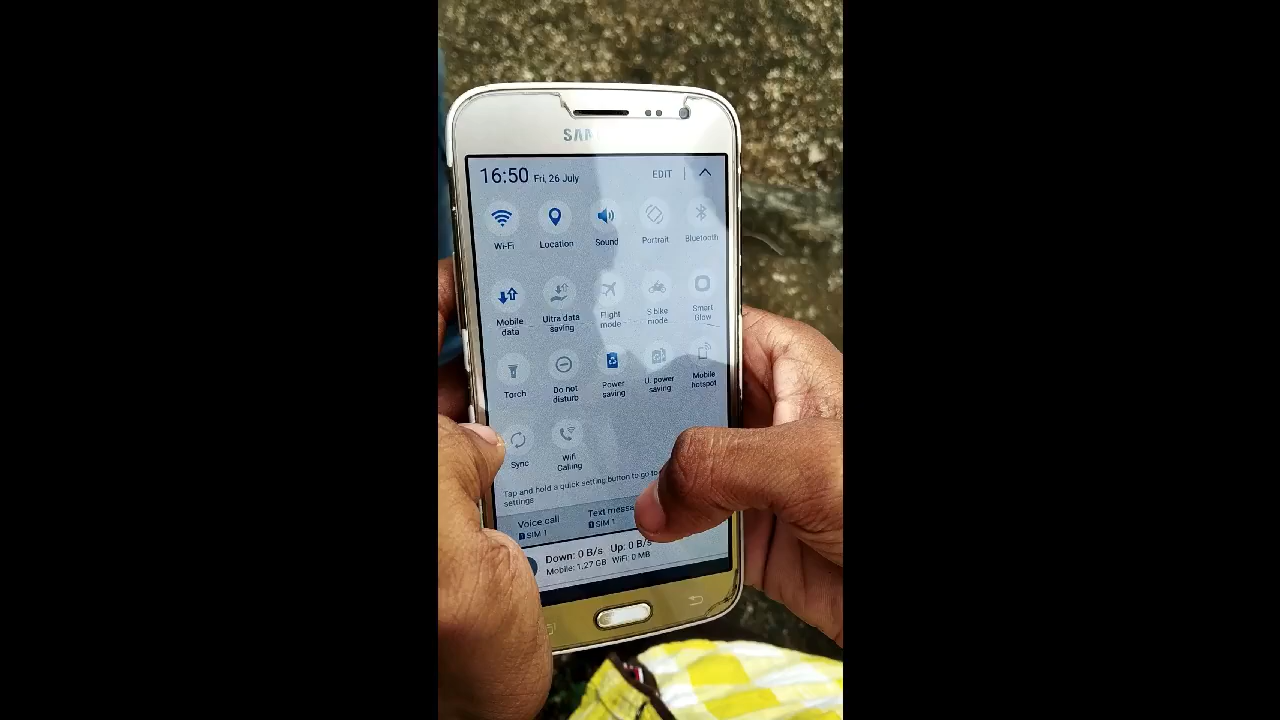 SAM
16:50 Fri, 26 July EDIT
Wi-Fi Location Sound Portrait Bluetooth
Mobile data Ultra data saving Flight mode S bike mode Smart Glow
Torch Do not disturb Power saving U. power saving Mobile hotspot
Sync Wifi Calling
Tap and hold a quick setting button to go to
settings
Voice call Text messa
1 SIM 1 1 SIM 1
Down: 0 B/s Up: 0 B/s
Mobile: 1.27 GB WiFi: 0 MB